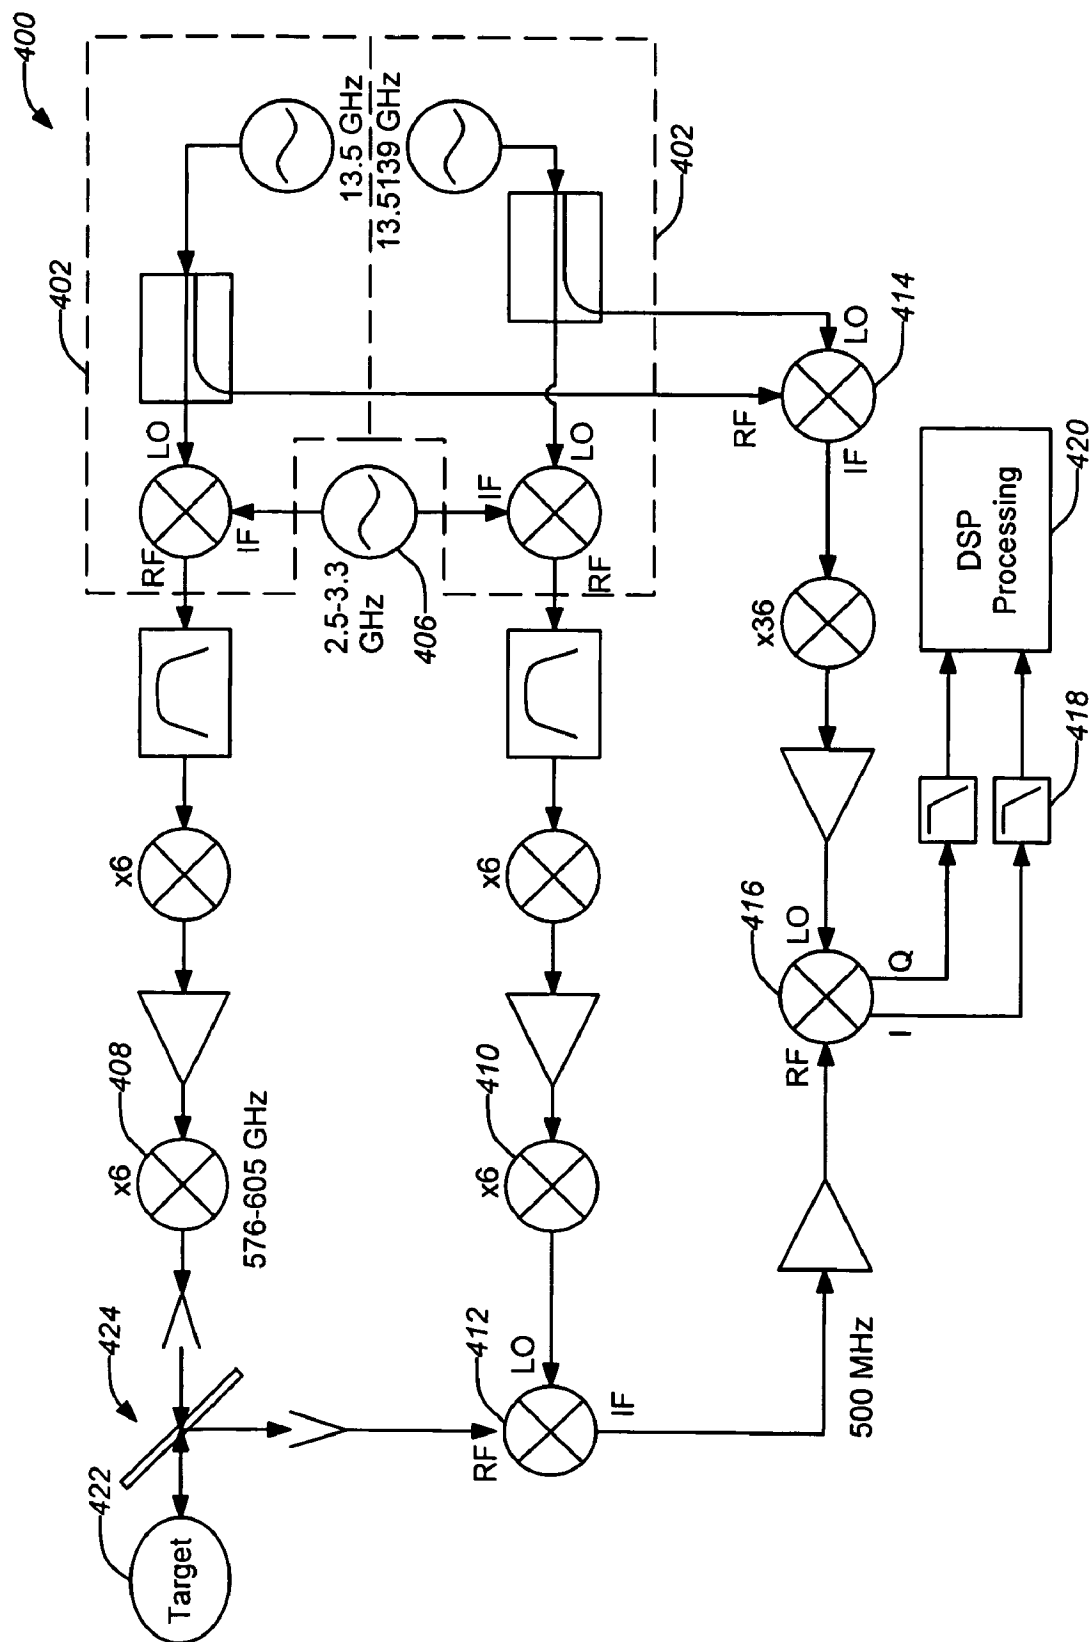 400
402
13.5 GHz
13.5139 GHz
402
LO
RF
IF
2.5-3.3
GHz
406
IF
LO
RF
x6
408
x6
576-605 GHz
424
422
Target
x6
410
x6
LO
412
RF
IF
500 MHz
LO
414
RF
IF
x36
416
LO
RF
Q
I
418
DSP
Processing
420